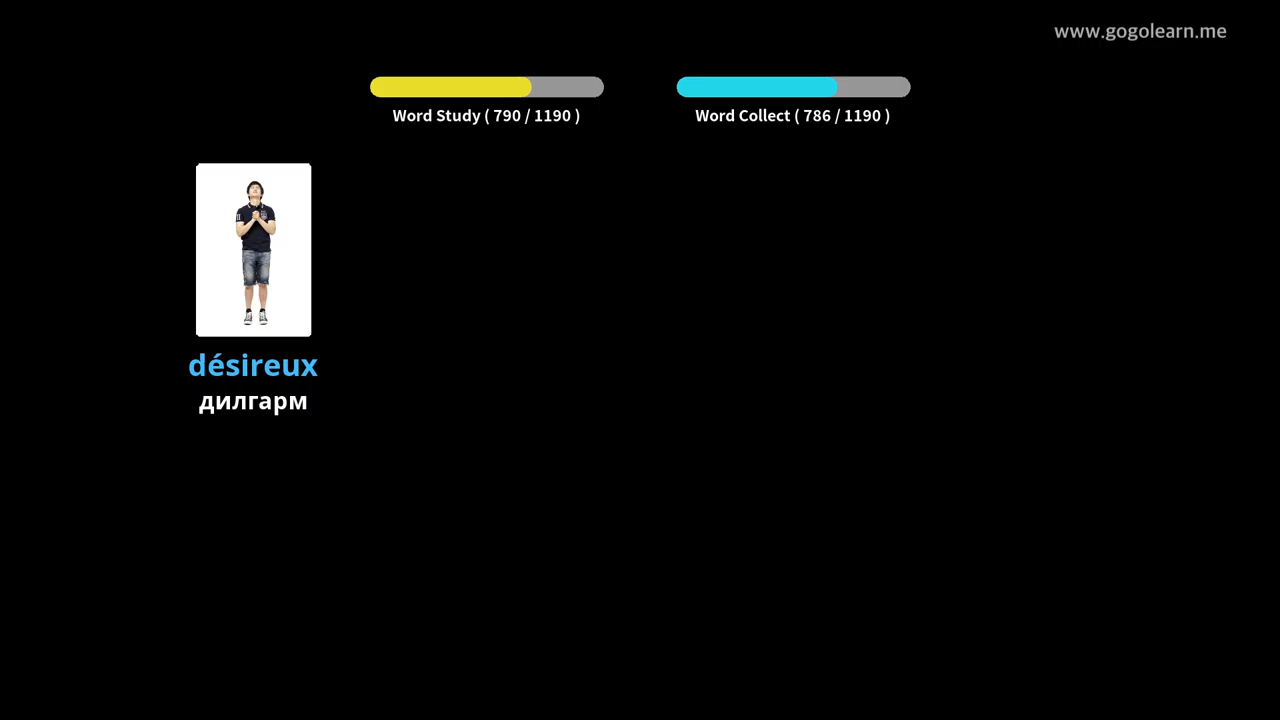 www.gogolearn.me
Word Study ( 790 / 1190 )
Word Collect ( 786 / 1190 )
désireux
дилгарм